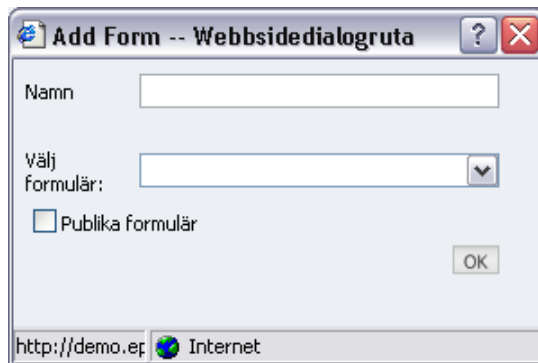 Add Form -- Webbsidedialogruta
Namn
Välj
formulär:
Publika formulär
OK
http://demo.ep
Internet